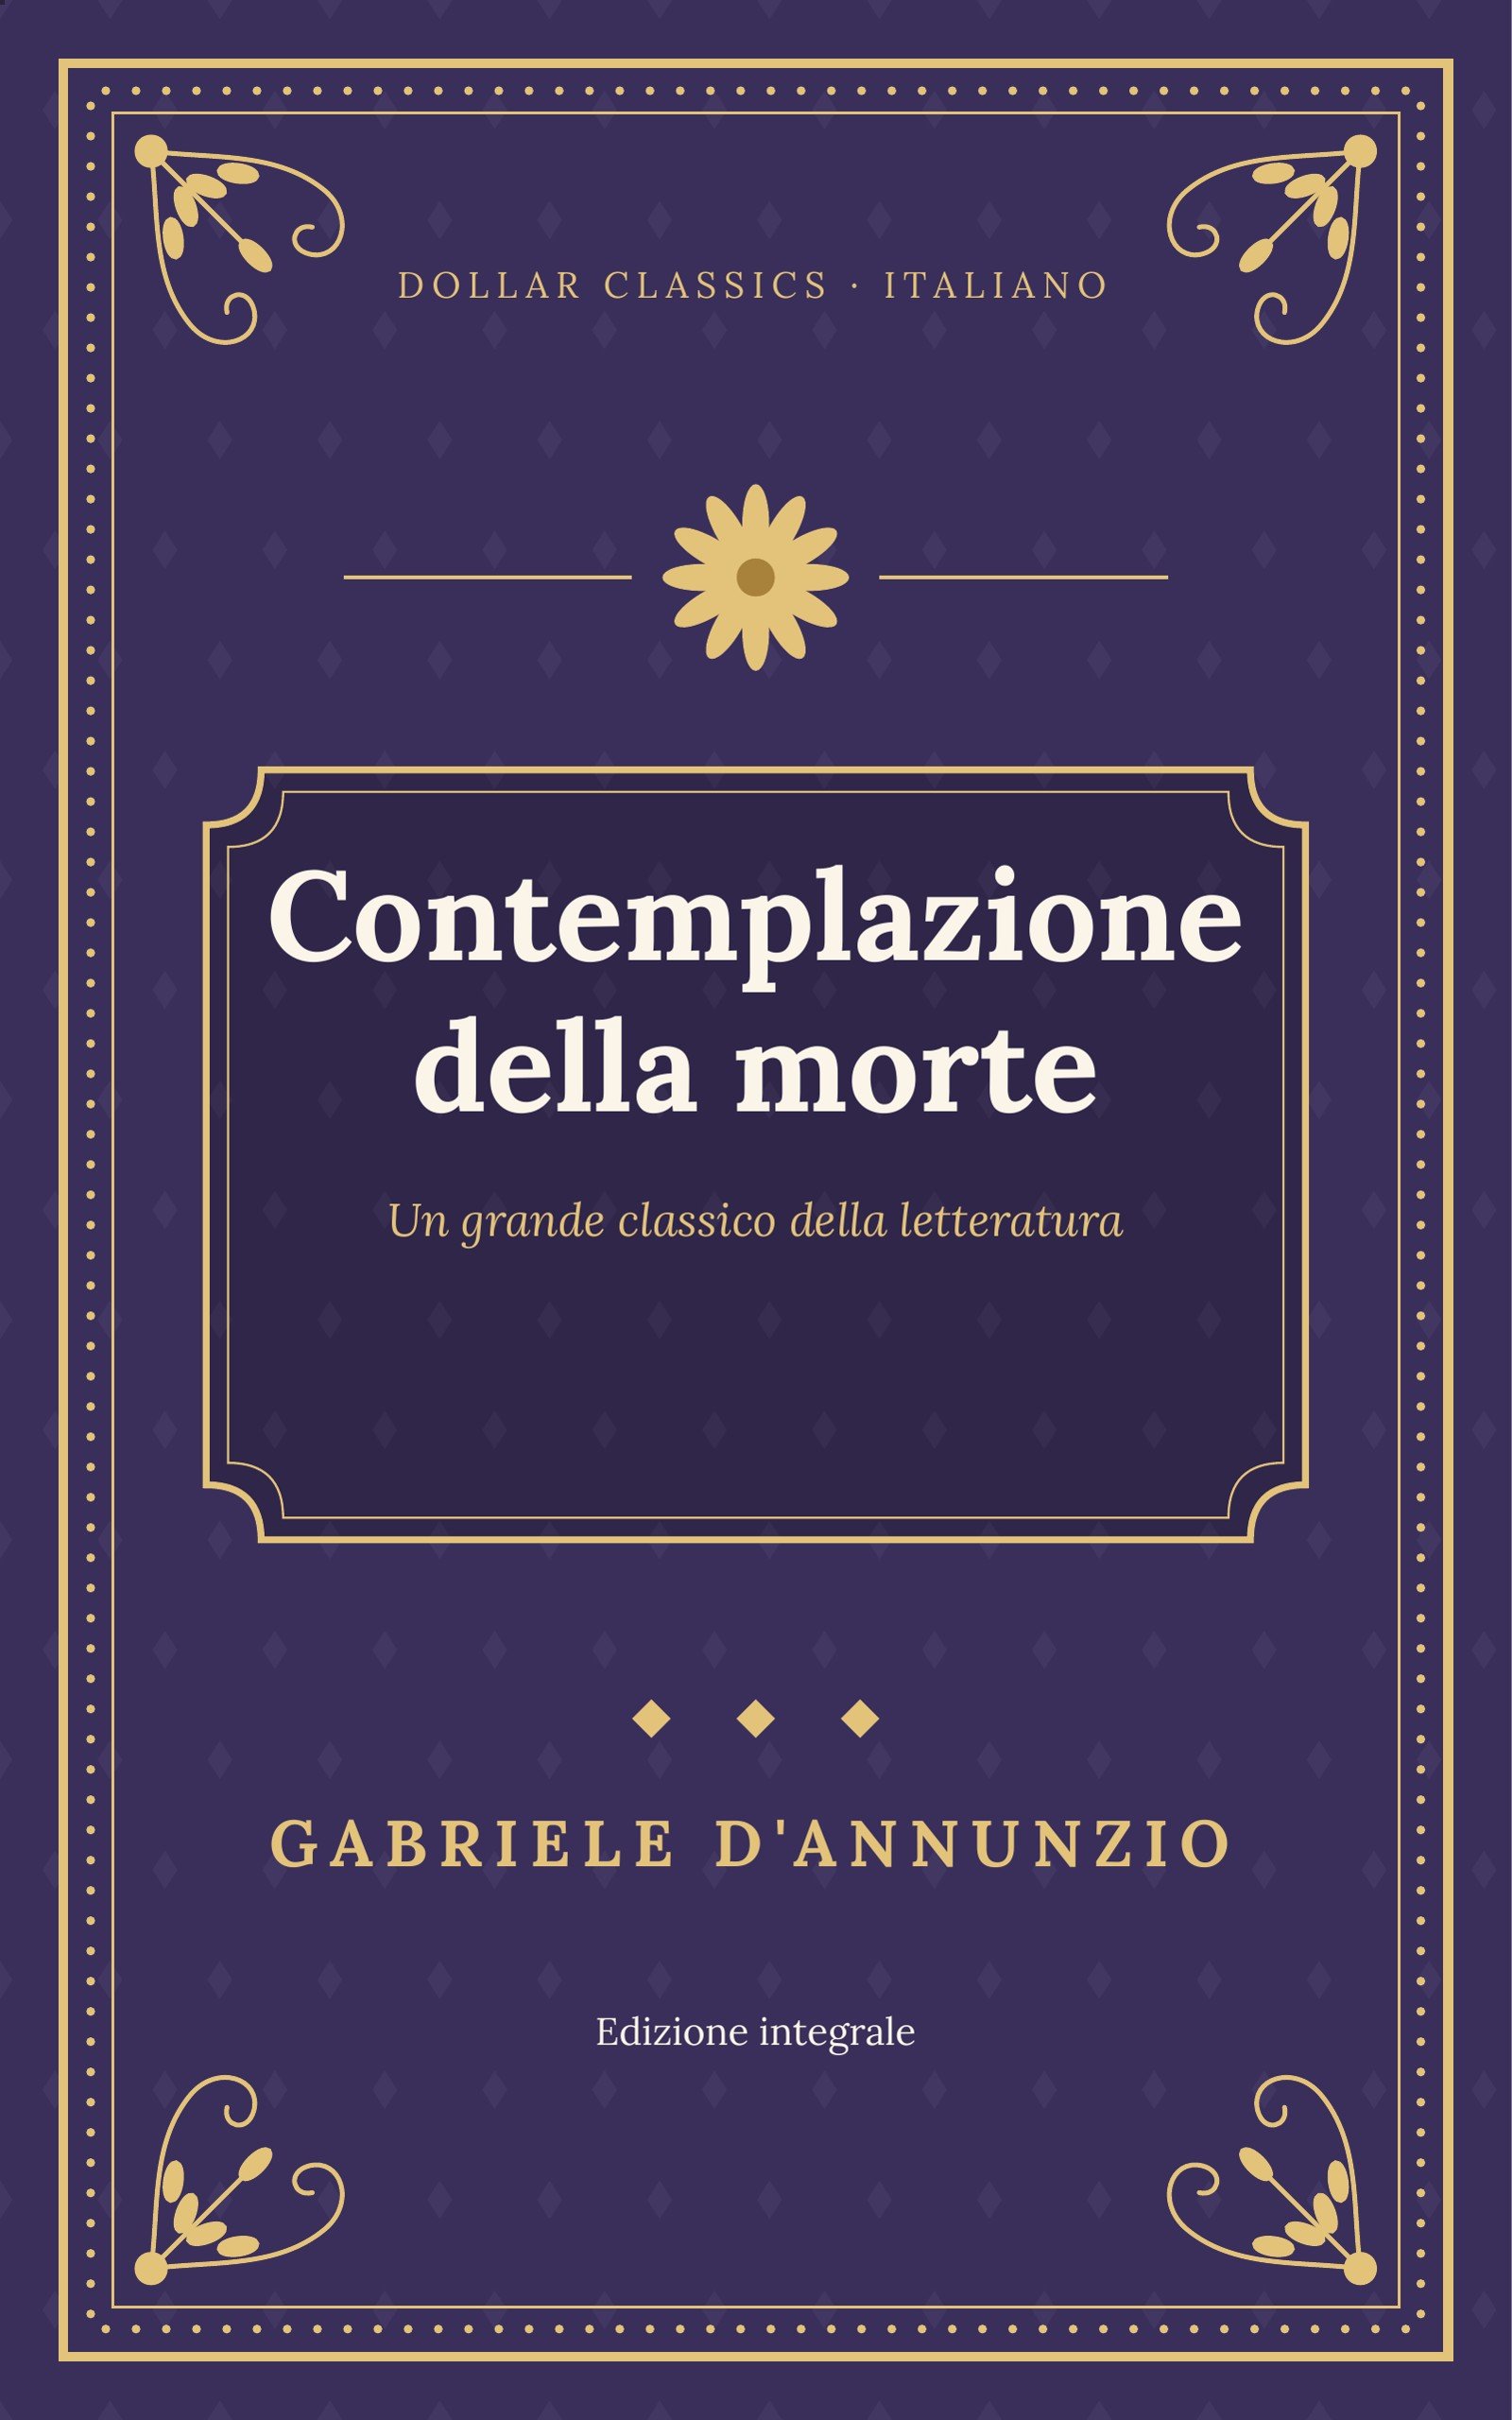 DOLLAR CLASSICS · ITALIANO
Contemplazione
della morte
Un grande classico della letteratura
GABRIELE D'ANNUNZIO
Edizione integrale